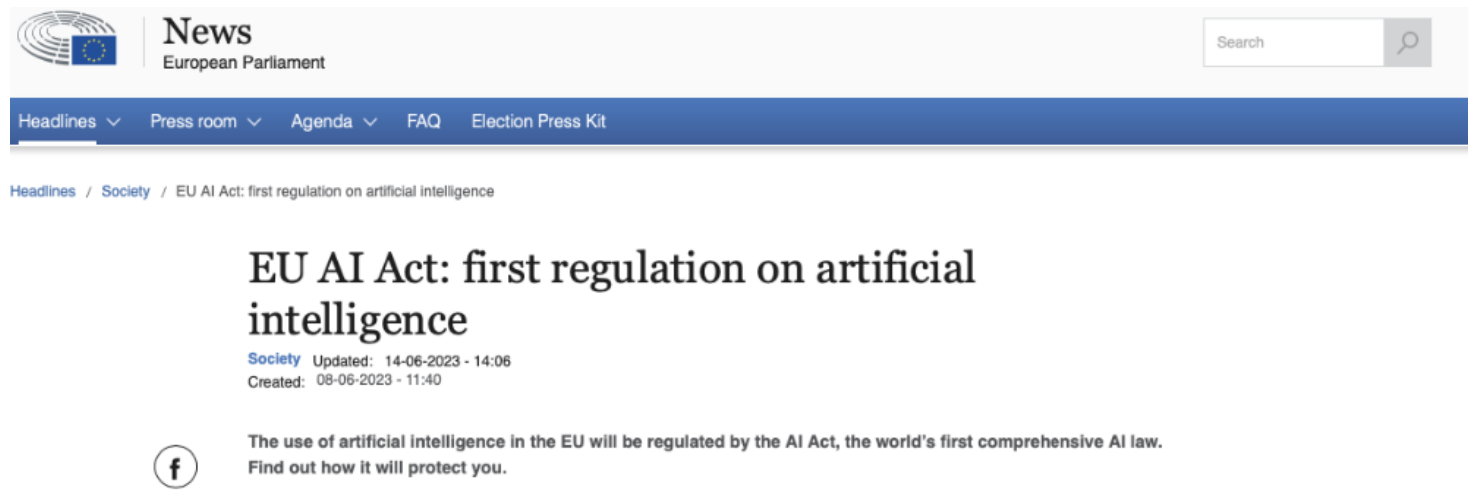 News
European Parliament
Search
Headlines Press room Agenda FAQ Election Press Kit
Headlines / Society / EU AI Act: first regulation on artificial intelligence
EU AI Act: first regulation on artificial
intelligence
Society Updated: 14-06-2023 - 14:06
Created: 08-06-2023 - 11:40
The use of artificial intelligence in the EU will be regulated by the AI Act, the world's first comprehensive AI law.
Find out how it will protect you.